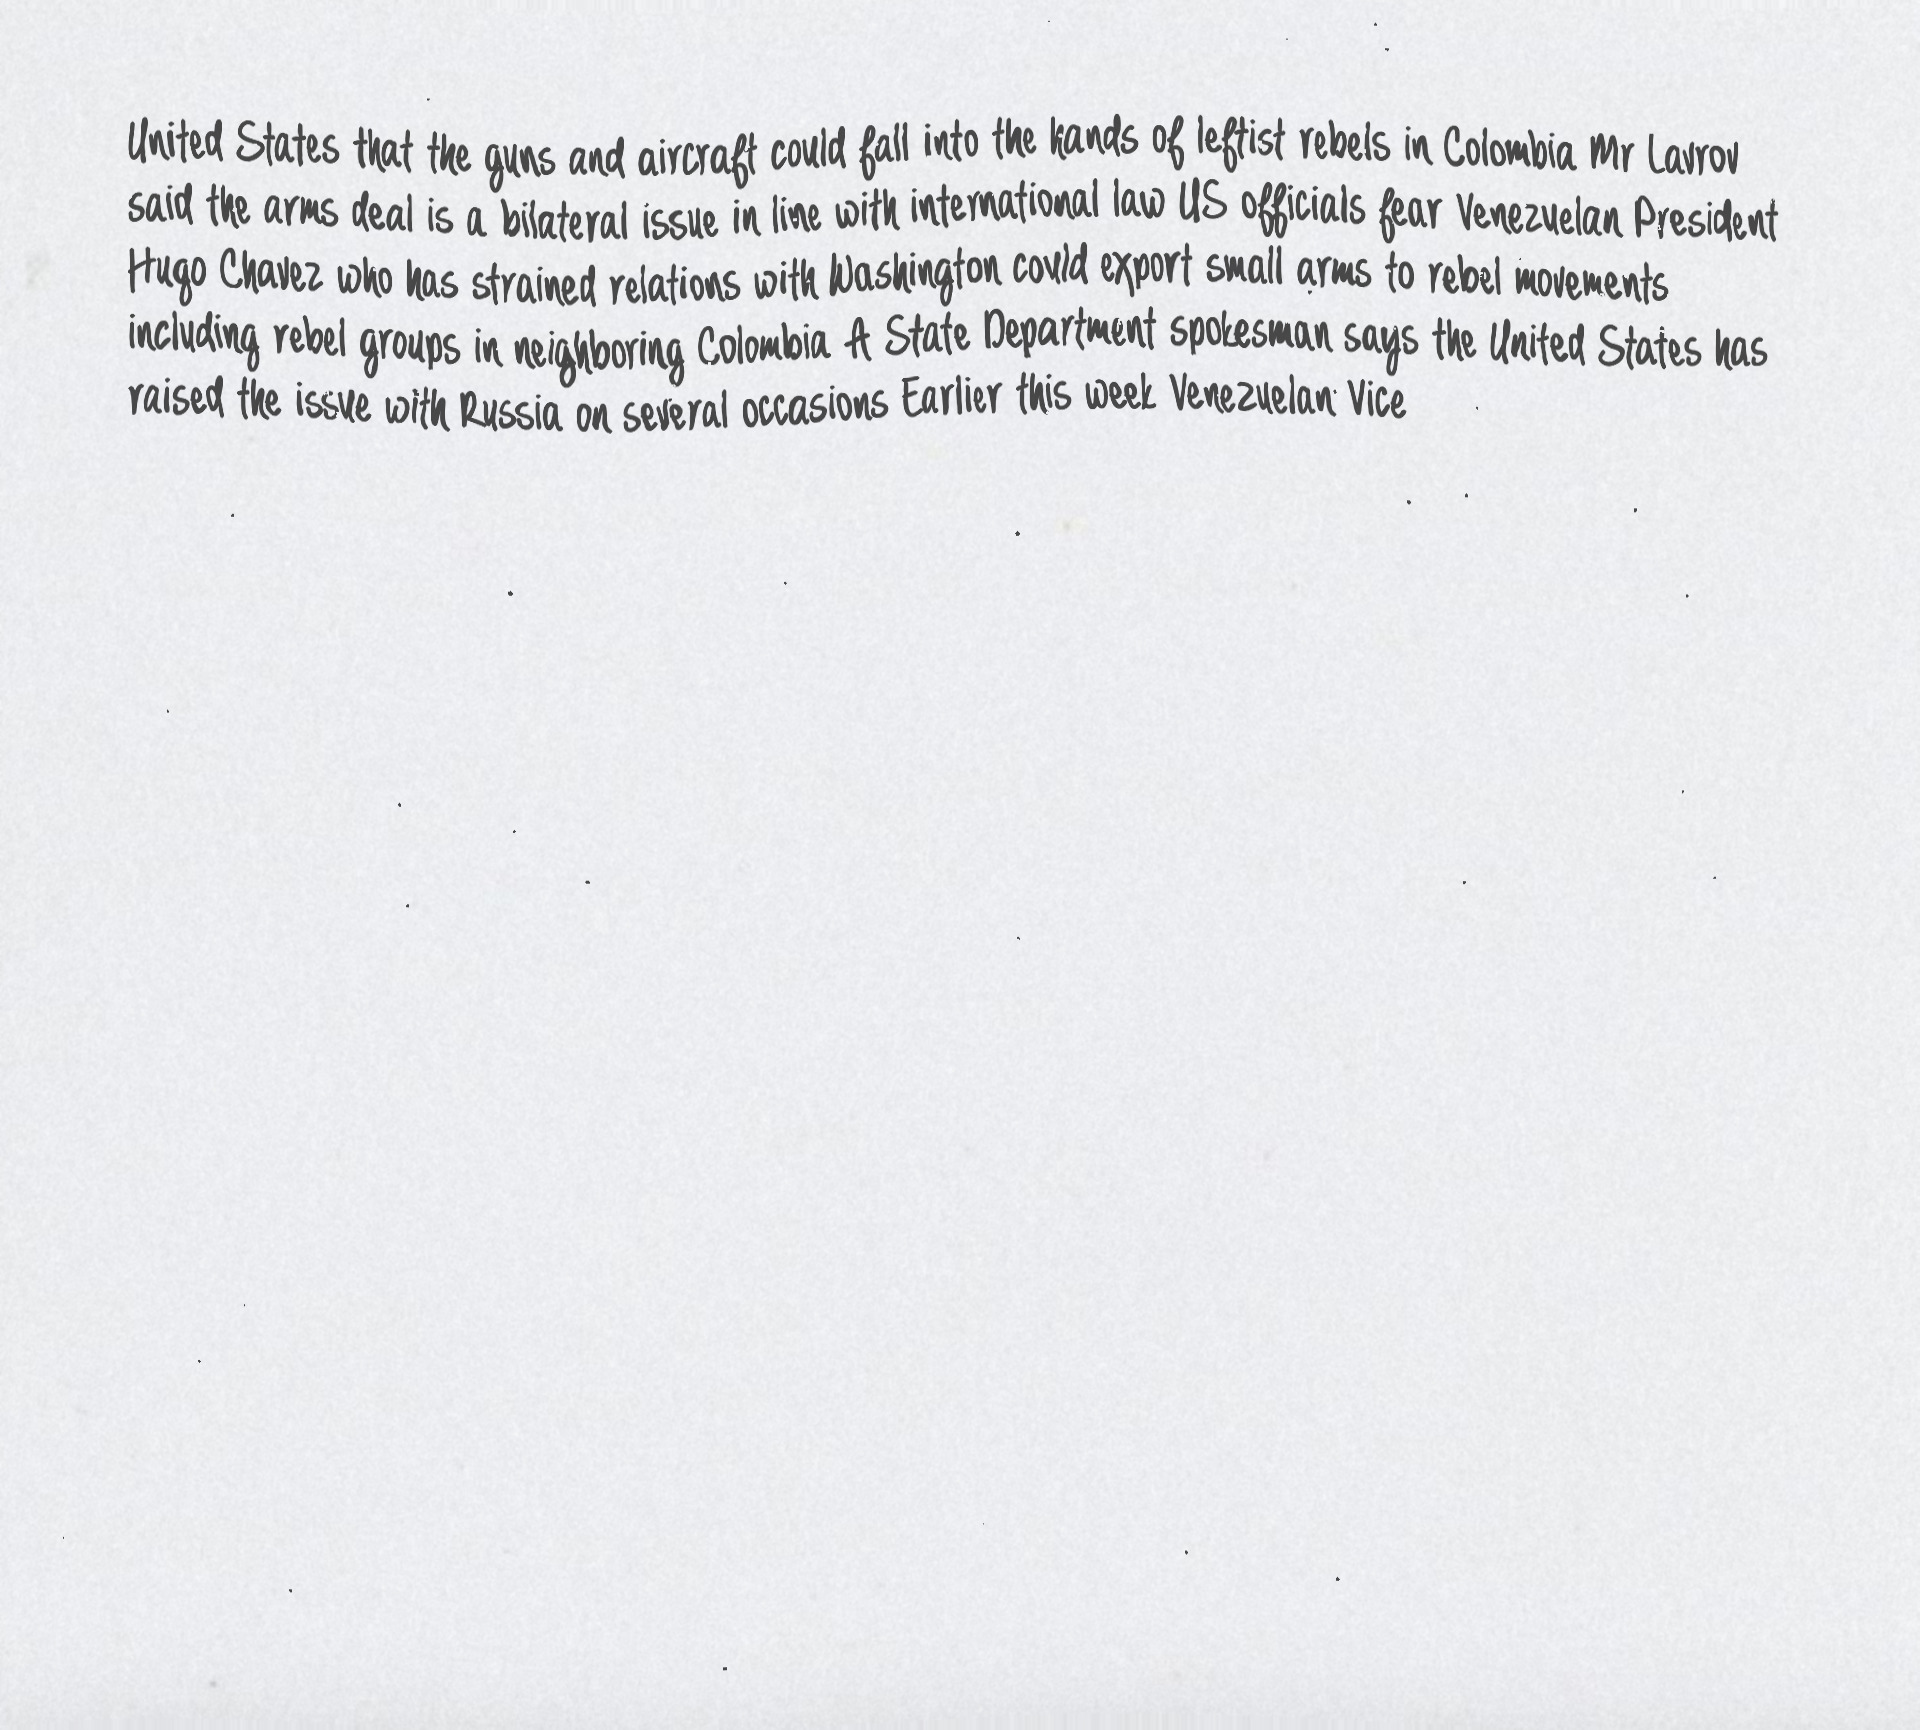 United States that the guns and aircraft could fall into the hands of leftist rebels in Colombia Mr Lavrov
said the arms deal is a bilateral issue in line with international law US officials fear Venezuelan President
Hugo Chavez who has strained relations with Washington could export small arms to rebel movements
including rebel groups in neighboring Colombia A State Department spokesman says the United States has
raised the issue with Russia on several occasions Earlier this week Venezuelan Vice